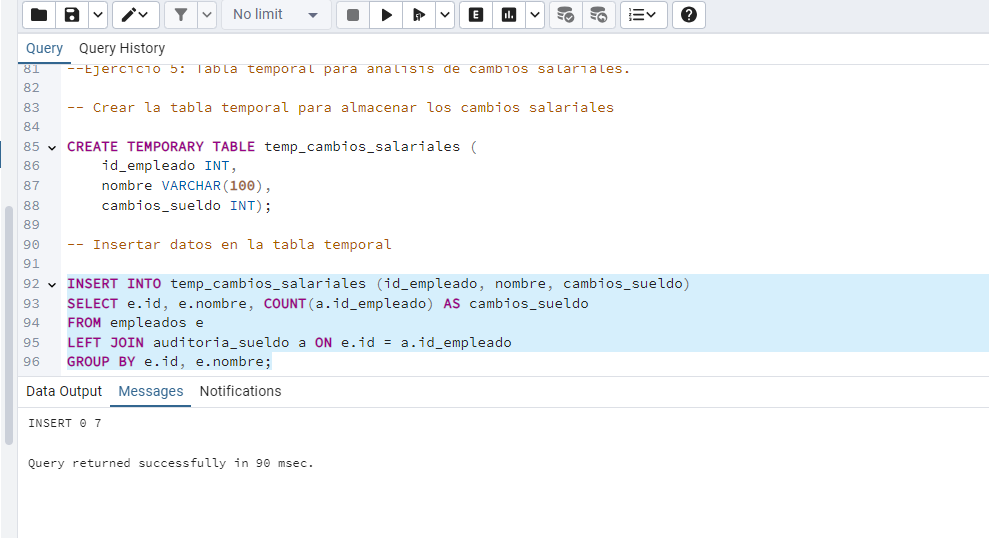 No limit
E
Query Query History
81 --Ejercicio 5: Tabla temporal para análisis de cambios salariales.
82
83 -- Crear la tabla temporal para almacenar los cambios salariales
84
85 CREATE TEMPORARY TABLE temp_cambios_salariales (
86 id_empleado INT,
87 nombre VARCHAR(100),
88 cambios_sueldo INT);
89
90 -- Insertar datos en la tabla temporal
91
92 INSERT INTO temp_cambios_salariales (id_empleado, nombre, cambios_sueldo)
93 SELECT e.id, e.nombre, COUNT(a.id_empleado) AS cambios_sueldo
94 FROM empleados e
95 LEFT JOIN auditoria_sueldo a ON e.id = a.id_empleado
96 GROUP BY e.id, e.nombre;
Data Output Messages Notifications
INSERT 0 7
Query returned successfully in 90 msec.